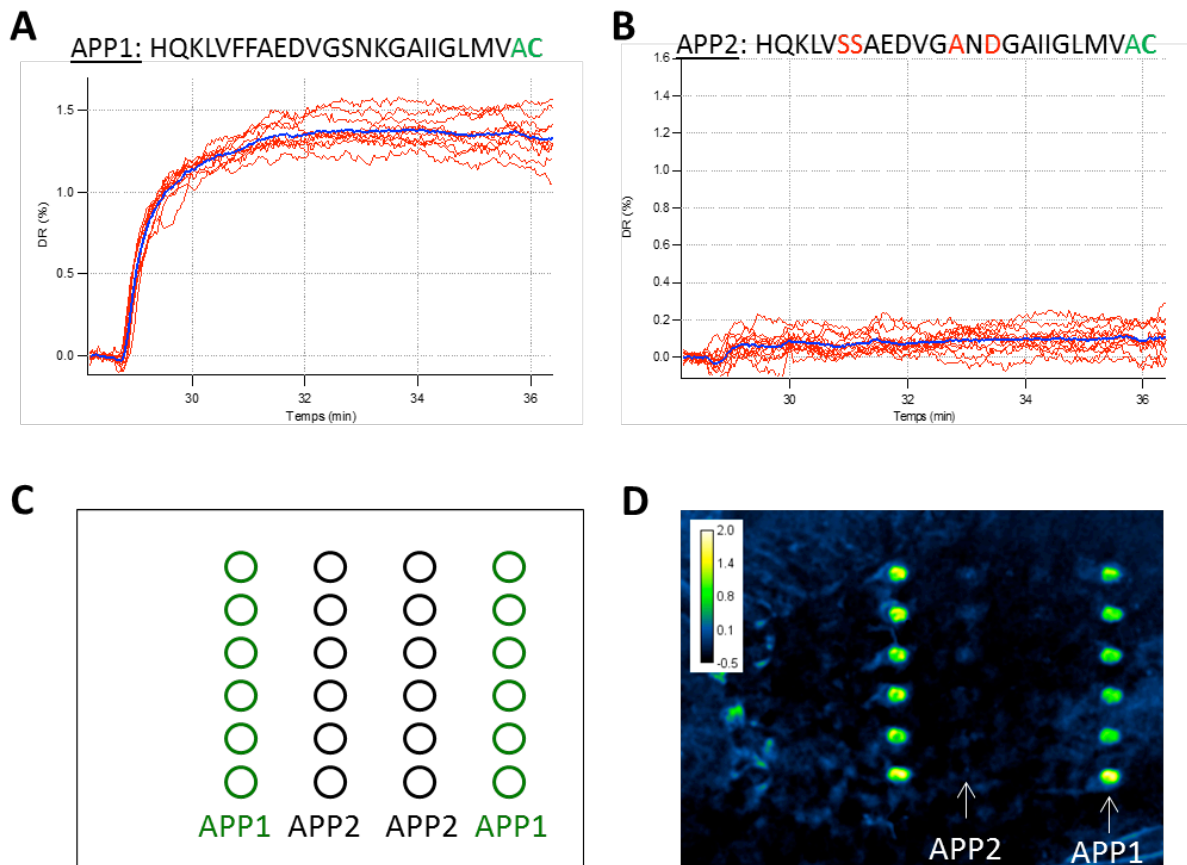 A
APP1: HQKLVFFAEDVGSNKGAIIGLMVAC
1.5
1.0
0.5
0.0
DR (%)
30
32
34
36
Temps (min)
B
APP2: HQKLVSSAEDVGANDGAIIGLMVAC
1.6
1.4
1.2
1.0
0.8
0.6
0.4
0.2
0.0
DR (%)
30
32
34
36
Temps (min)
C
APP1 APP2 APP2 APP1
D
2.0
1.4
0.8
0.1
-0.5
APP2
APP1